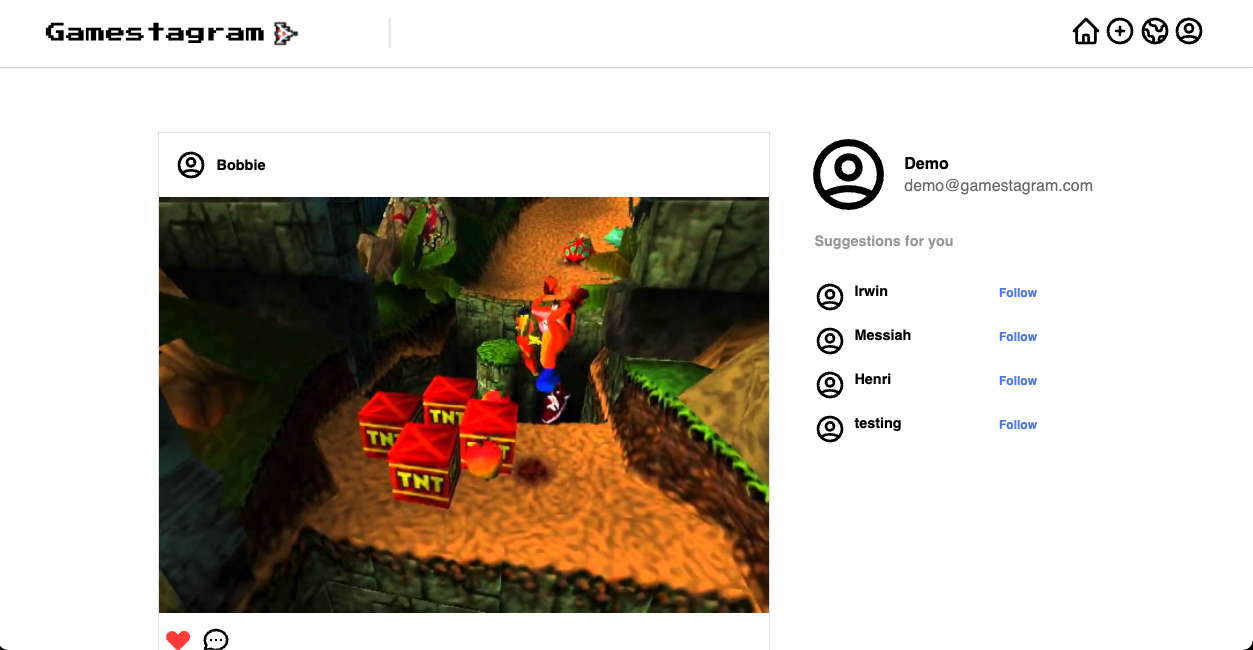 Gamestagram
Bobbie
TNT
TNT
TNT
Demo
demo@gamestagram.com
Suggestions for you
Irwin Follow
Messiah Follow
Henri Follow
testing Follow